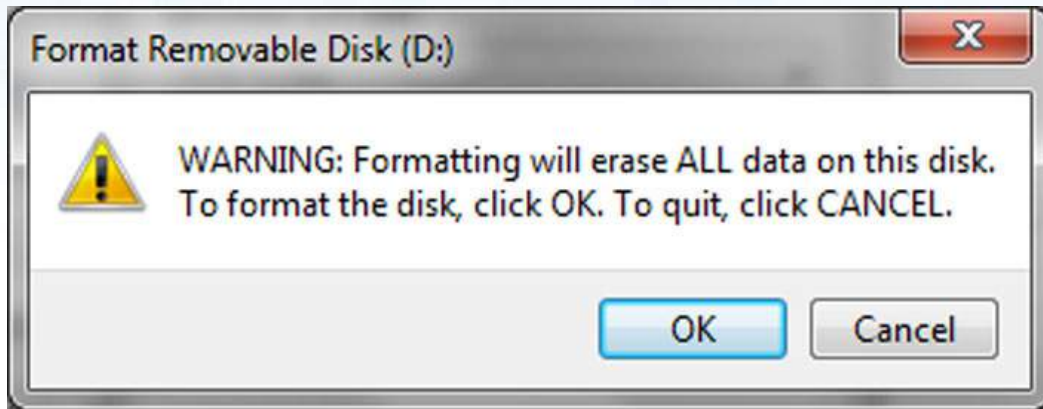 Format Removable Disk (D:)
WARNING: Formatting will erase ALL data on this disk.
To format the disk, click OK. To quit, click CANCEL.
OK Cancel